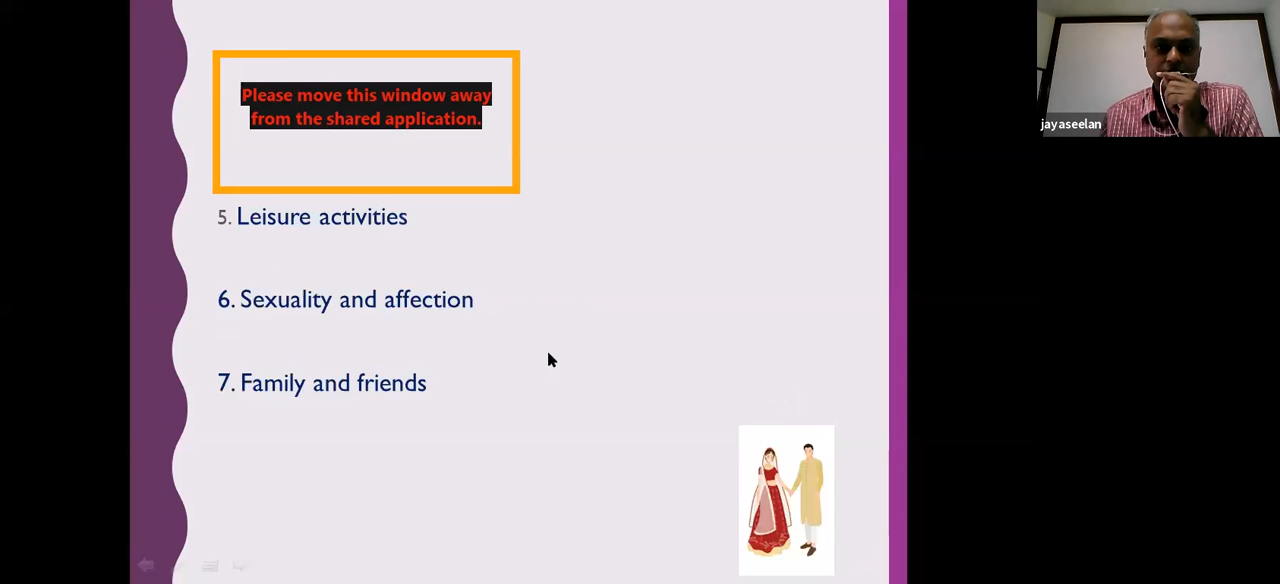 Please move this window away
from the shared application.
5. Leisure activities
6. Sexuality and affection
7. Family and friends
jayaseelan